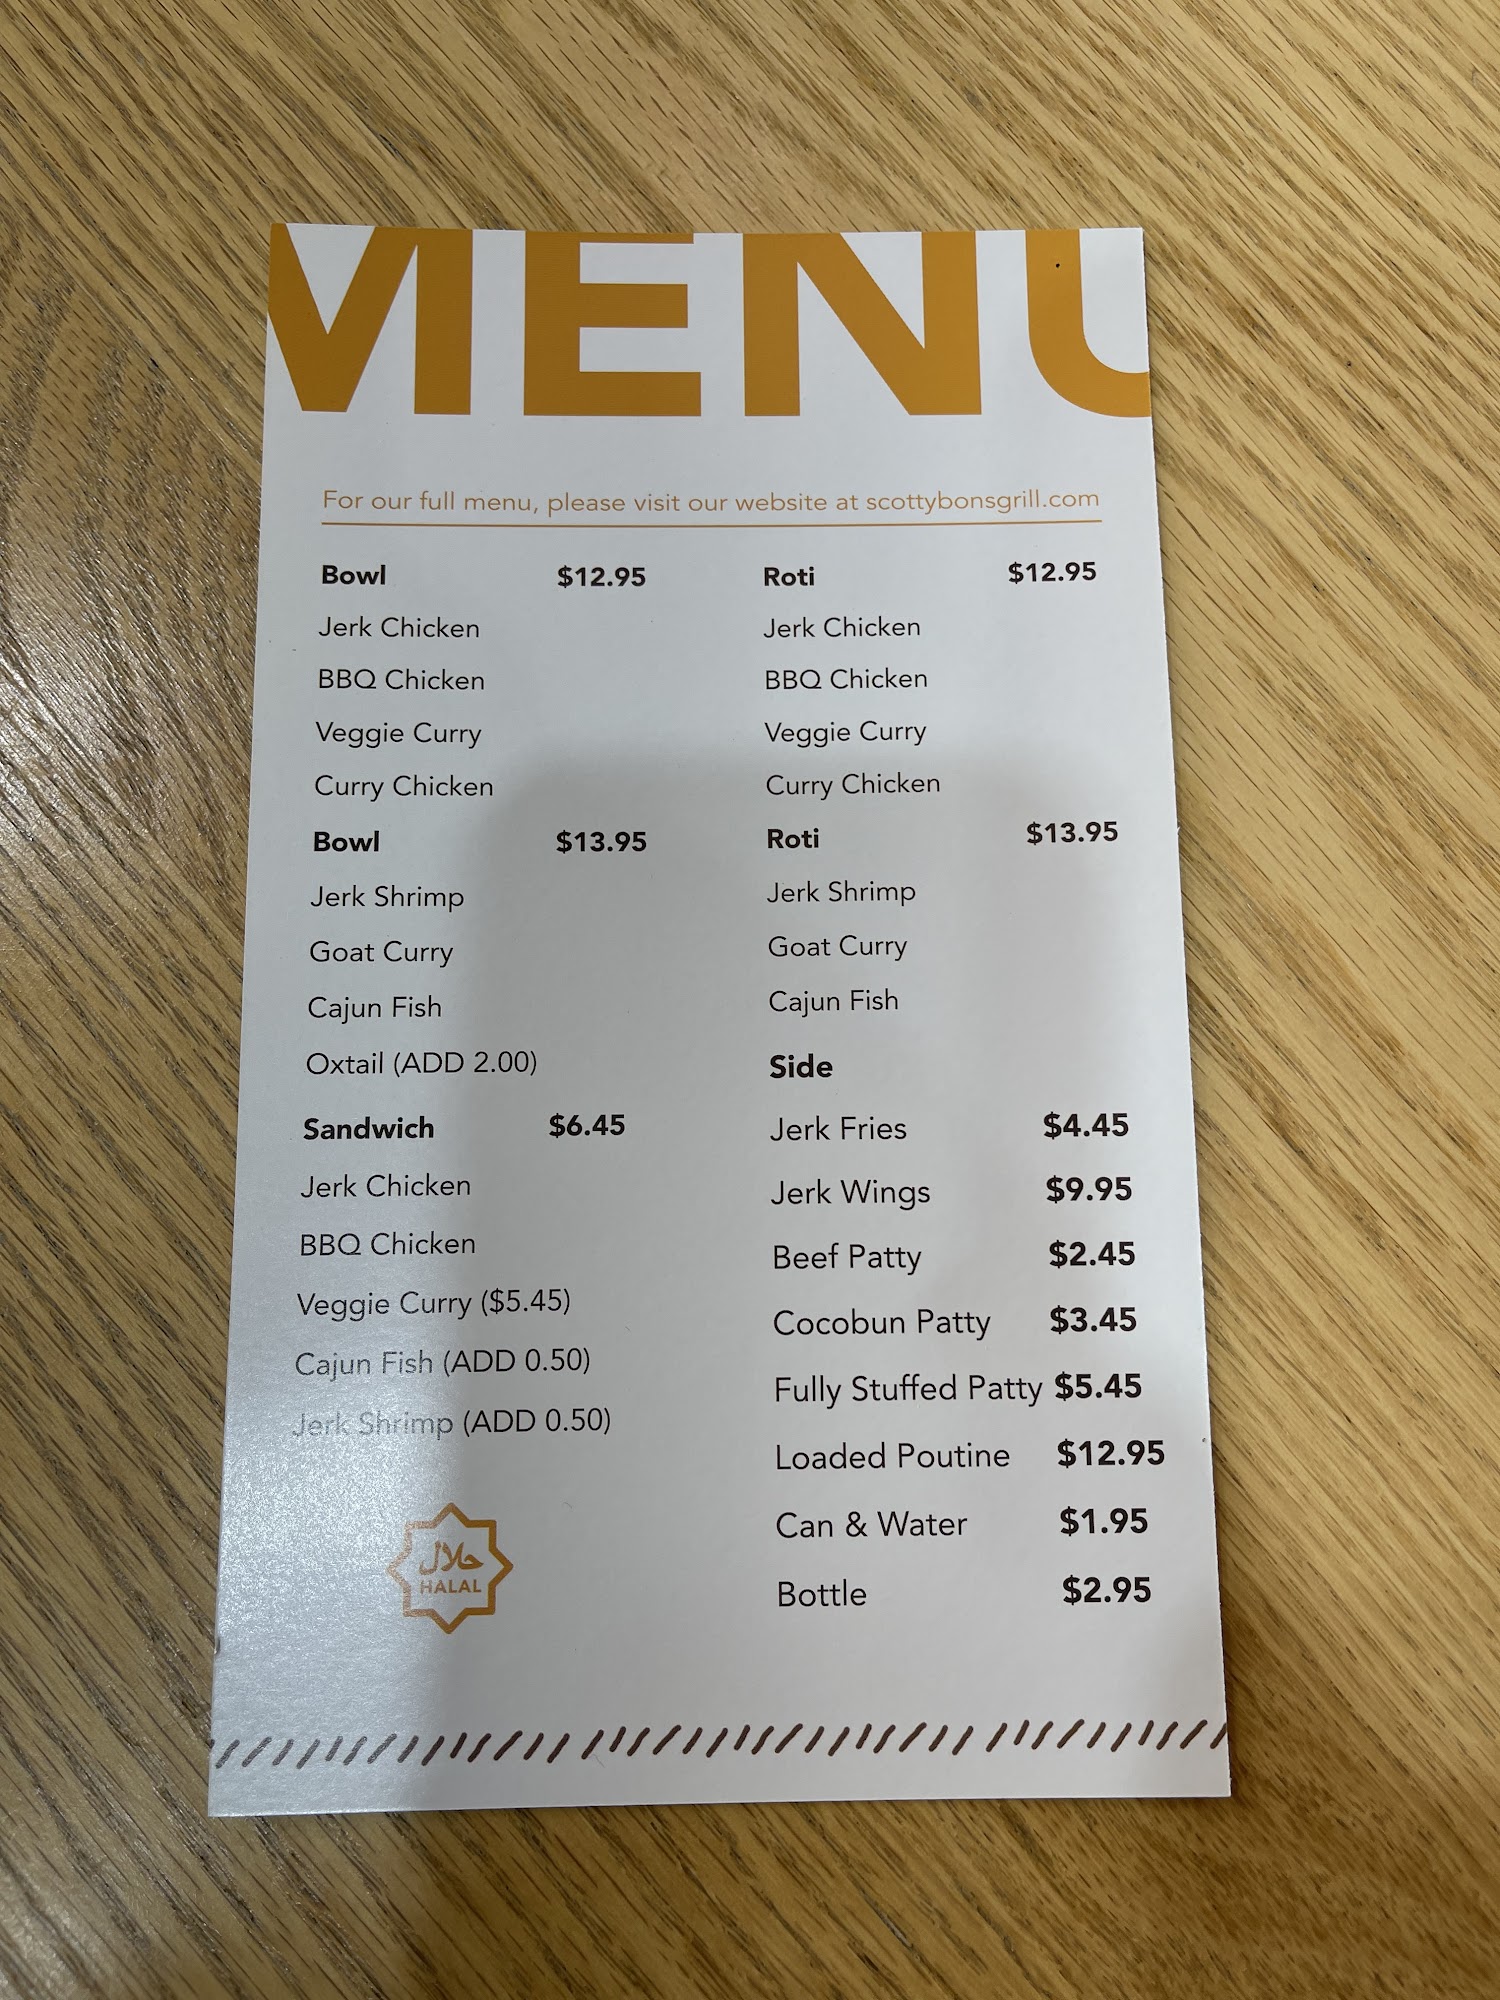 MENU
For our full menu, please visit our website at scottybonsgrill.com
Bowl $12.95
Jerk Chicken
BBQ Chicken
Veggie Curry
Curry Chicken
Bowl $13.95
Jerk Shrimp
Goat Curry
Cajun Fish
Oxtail (ADD 2.00)
Sandwich $6.45
Jerk Chicken
BBQ Chicken
Veggie Curry ($5.45)
Cajun Fish (ADD 0.50)
Jerk Shrimp (ADD 0.50)
حلال
HALAL
Roti $12.95
Jerk Chicken
BBQ Chicken
Veggie Curry
Curry Chicken
Roti $13.95
Jerk Shrimp
Goat Curry
Cajun Fish
Side
Jerk Fries $4.45
Jerk Wings $9.95
Beef Patty $2.45
Cocobun Patty $3.45
Fully Stuffed Patty $5.45
Loaded Poutine $12.95
Can & Water $1.95
Bottle $2.95